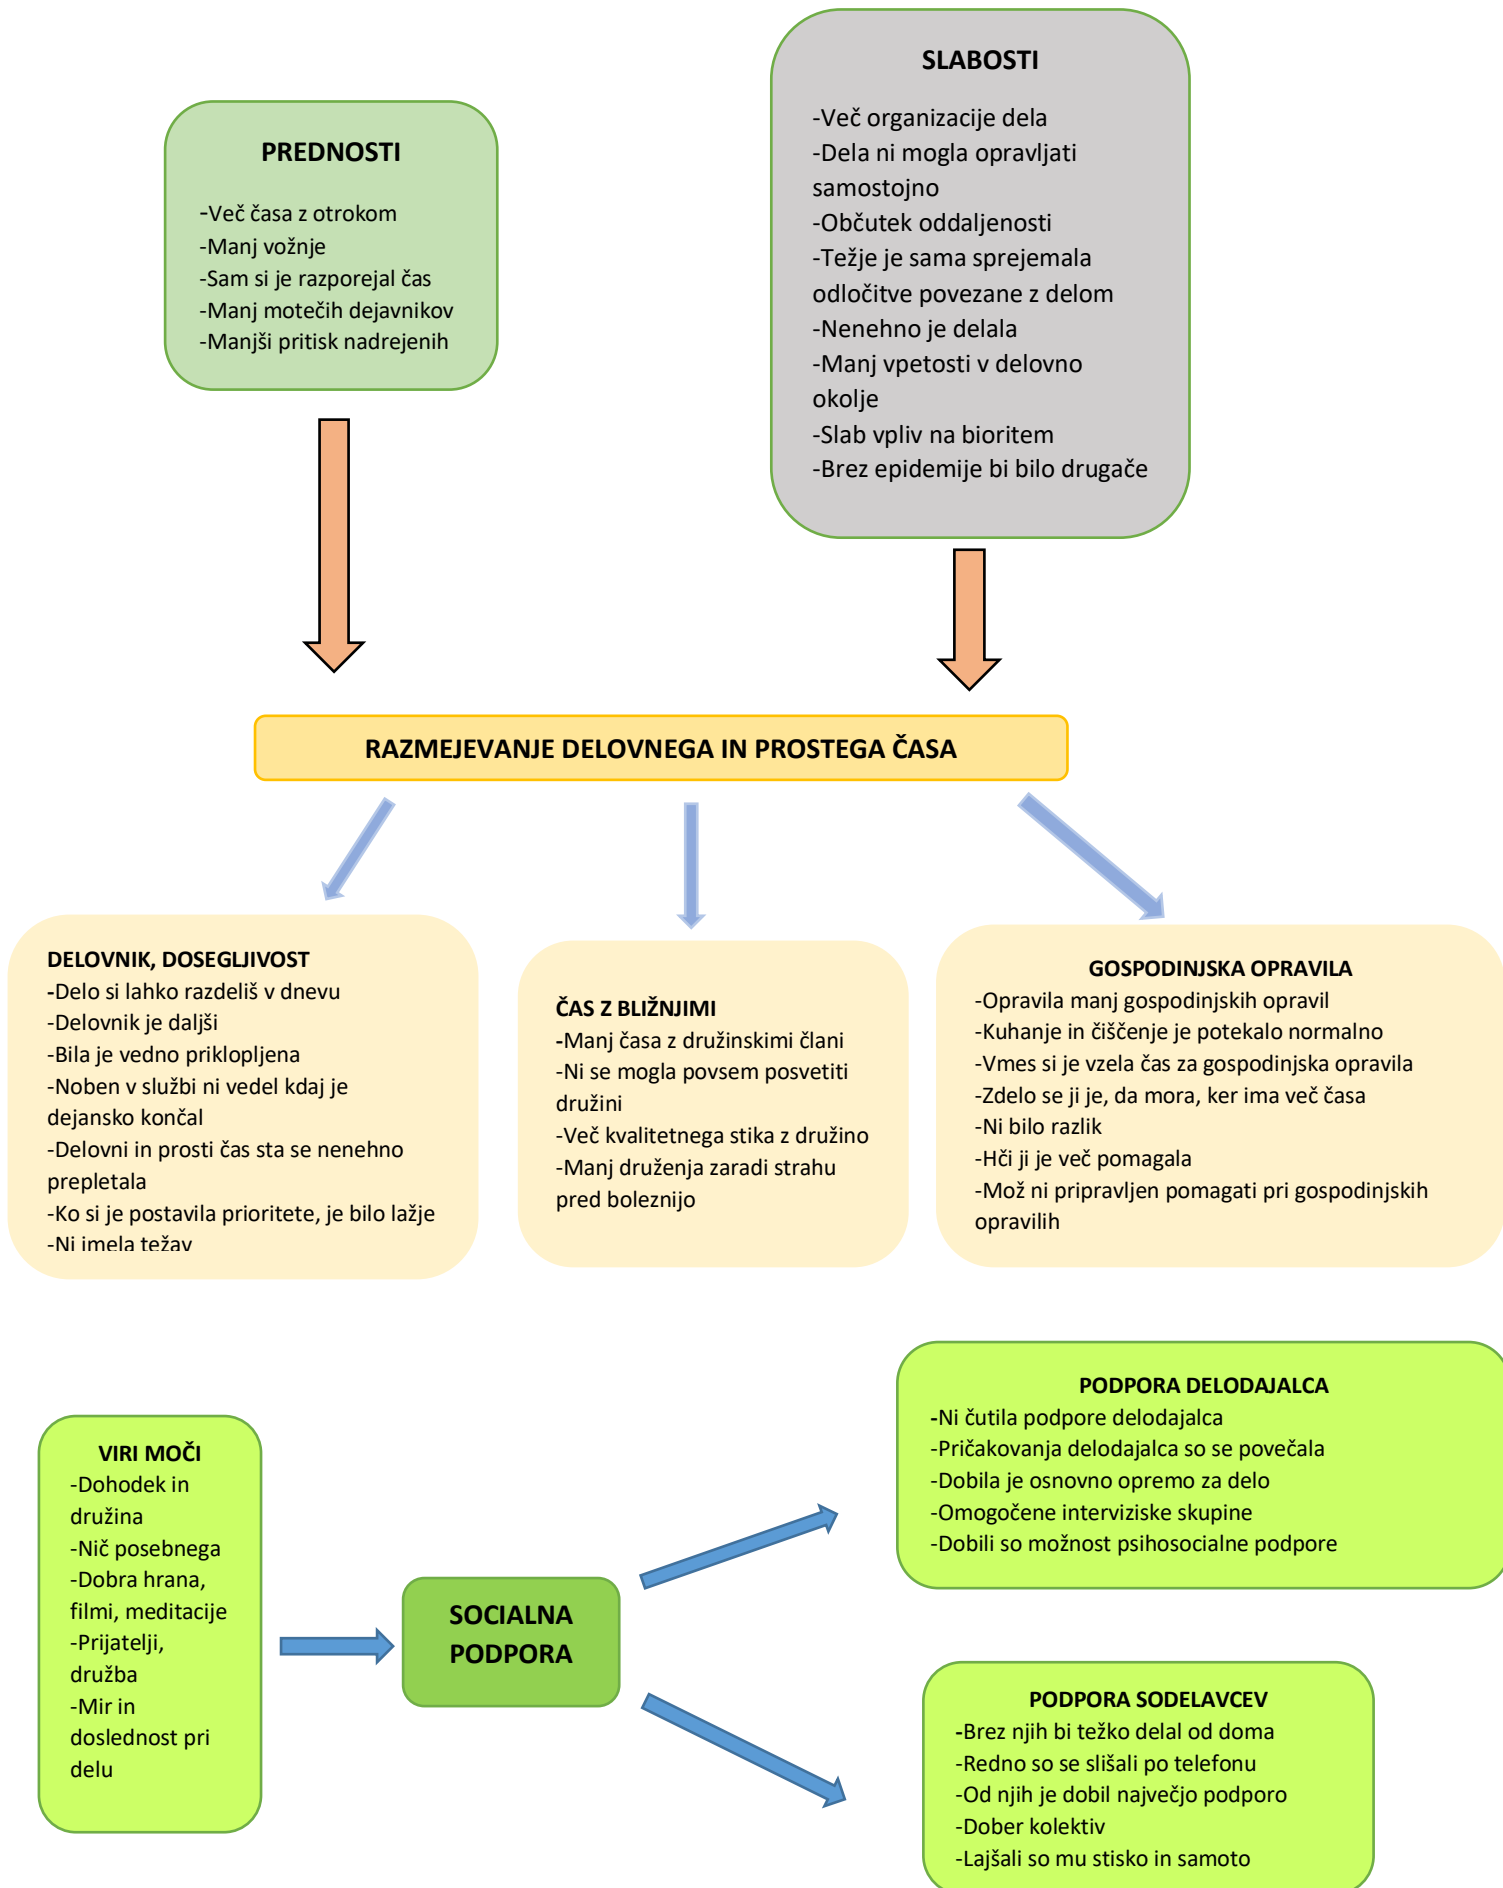 PREDNOSTI
-Več časa z otrokom
-Manj vožnje
-Sam si je razporejal čas
-Manj motečih dejavnikov
-Manjši pritisk nadrejenih
SLABOSTI
-Več organizacije dela
-Dela ni mogla opravljati
samostojno
-Občutek oddaljenosti
-Težje je sama sprejemala
odločitve povezane z delom
-Nenehno je delala
-Manj vpetosti v delovno
okolje
-Slab vpliv na bioritem
-Brez epidemije bi bilo drugače
RAZMEJEVANJE DELOVNEGA IN PROSTEGA ČASA
DELOVNIK, DOSEGLJIVOST
-Delo si lahko razdeliš v dnevu
-Delovnik je daljši
-Bila je vedno priklopljena
-Noben v službi ni vedel kdaj je
dejansko končal
-Delovni in prosti čas sta se nenehno
prepletala
-Ko si je postavila prioritete, je bilo lažje
-Ni imela težav
ČAS Z BLIŽNJIMI
-Manj časa z družinskimi člani
-Ni se mogla povsem posvetiti
družini
-Več kvalitetnega stika z družino
-Manj druženja zaradi strahu
pred boleznijo
GOSPODINJSKA OPRAVILA
-Opravila manj gospodinjskih opravil
-Kuhanje in čiščenje je potekalo normalno
-Vmes si je vzela čas za gospodinjska opravila
-Zdelo se ji je, da mora, ker ima več časa
-Ni bilo razlik
-Hči ji je več pomagala
-Mož ni pripravljen pomagati pri gospodinjskih
opravilih
VIRI MOČI
-Dohodek in
družina
-Nič posebnega
-Dobra hrana,
filmi, meditacije
-Prijatelji,
družba
-Mir in
doslednost pri
delu
SOCIALNA
PODPORA
PODPORA DELODAJALCA
-Ni čutila podpore delodajalca
-Pričakovanja delodajalca so se povečala
-Dobila je osnovno opremo za delo
-Omogočene interviziske skupine
-Dobili so možnost psihosocialne podpore
PODPORA SODELAVCEV
-Brez njih bi težko delal od doma
-Redno so se slišali po telefonu
-Od njih je dobil največjo podporo
-Dober kolektiv
-Lajšali so mu stisko in samoto